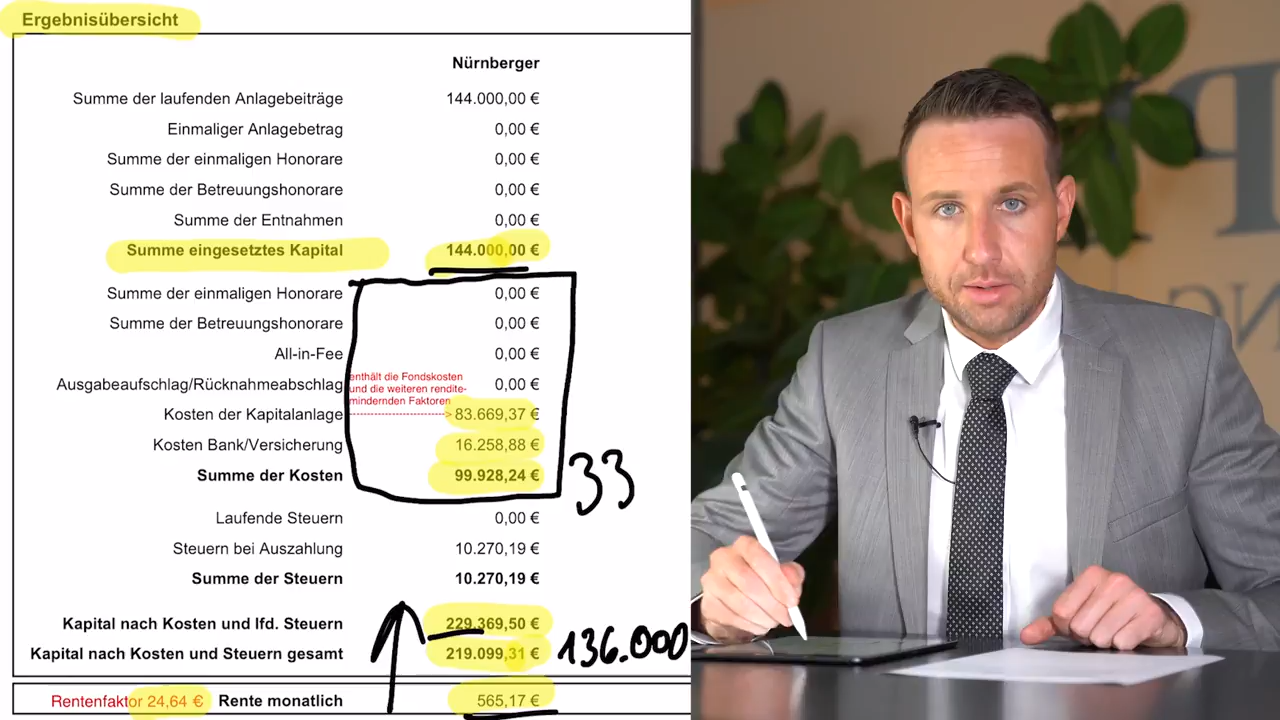 Ergebnisübersicht
Nürnberger
Summe der laufenden Anlagebeiträge 144.000,00 €
Einmaliger Anlagebetrag 0,00 €
Summe der einmaligen Honorare 0,00 €
Summe der Betreuungshonorare 0,00 €
Summe der Entnahmen 0,00 €
Summe eingesetztes Kapital 144.000,00 €
Summe der einmaligen Honorare 0,00 €
Summe der Betreuungshonorare 0,00 €
All-in-Fee 0,00 €
enthält die Fondskosten
und die weiteren rendite-
mindernden Faktoren
Ausgabeaufschlag/Rücknahmeabschlag 0,00 €
Kosten der Kapitalanlage ---------------------> 83.669,37 €
Kosten Bank/Versicherung 16.258,88 €
Summe der Kosten 99.928,24 €
33
Laufende Steuern 0,00 €
Steuern bei Auszahlung 10.270,19 €
Summe der Steuern 10.270,19 €
Kapital nach Kosten und lfd. Steuern 229.369,50 €
Kapital nach Kosten und Steuern gesamt 219.099,31 € 136.000
Rentenfaktor 24,64 € Rente monatlich 565,17 €